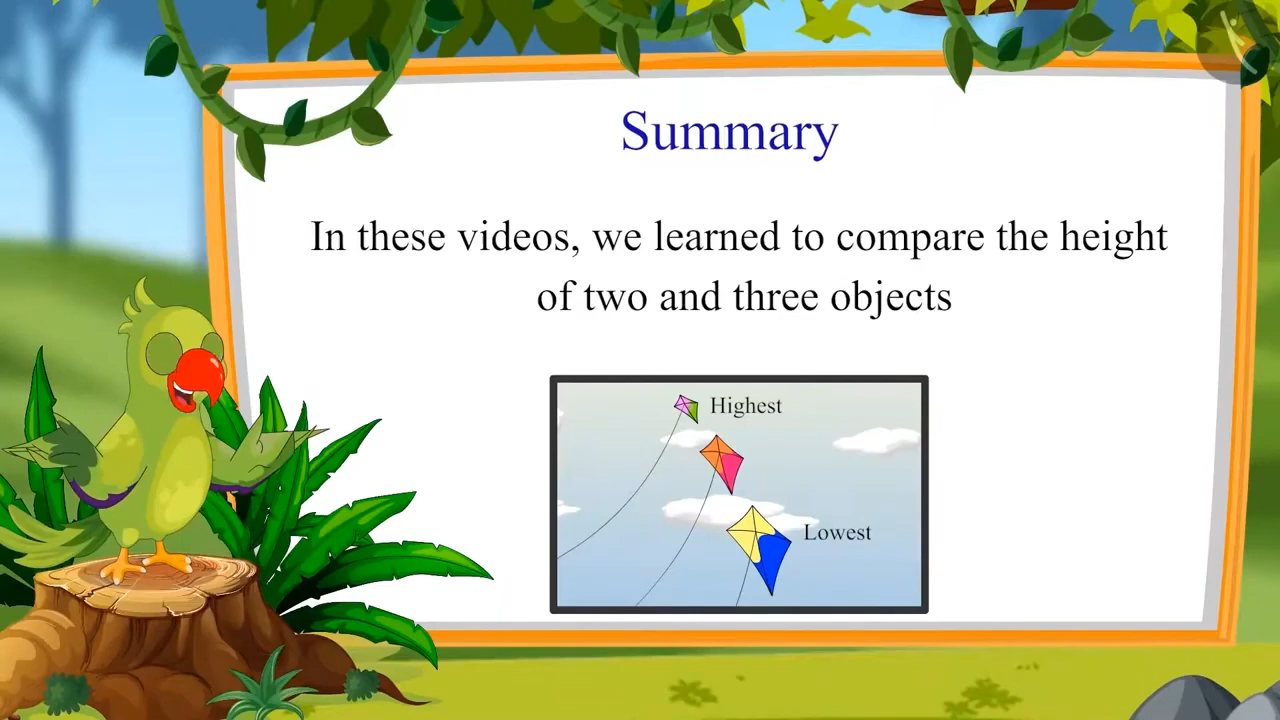 Summary
In these videos, we learned to compare the height
of two and three objects
Highest
Lowest